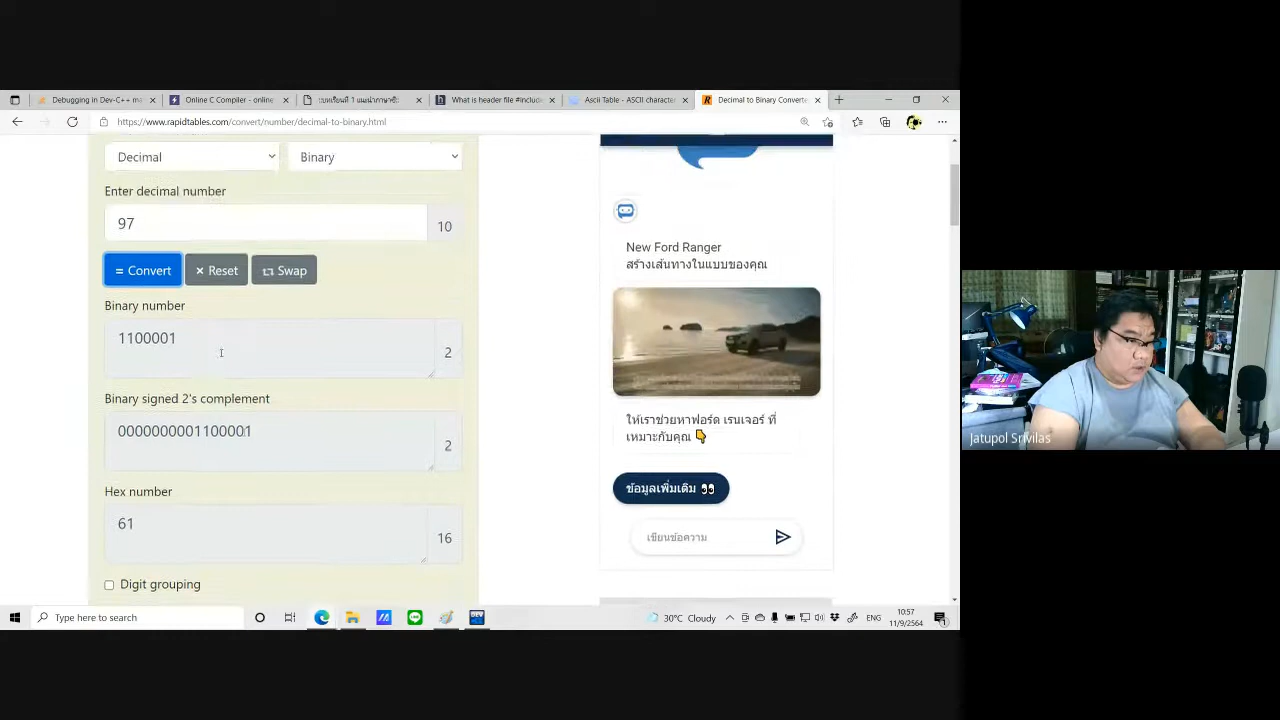 Debugging in Dev-C++ ma
Online C Compiler - online
What is header file #include
Ascii Table - ASCII character
Decimal to Binary Converte
https://www.rapidtables.com/convert/number/decimal-to-binary.html
Decimal
Binary
Enter decimal number
97
10
= Convert
× Reset
Swap
Binary number
1100001
2
Binary signed 2's complement
0000000001100001
2
Hex number
61
16
Digit grouping
New Ford Ranger
สร้างเส้นทางในแบบของคุณ
ให้เราช่วยหาฟอร์ด เรนเจอร์ ที่
เหมาะกับคุณ 👇
ข้อมูลเพิ่มเติม 👀
เขียนข้อความ
Jatupol Srivilas
Type here to search
DEV
30°C Cloudy
ENG
10:57
11/9/2564